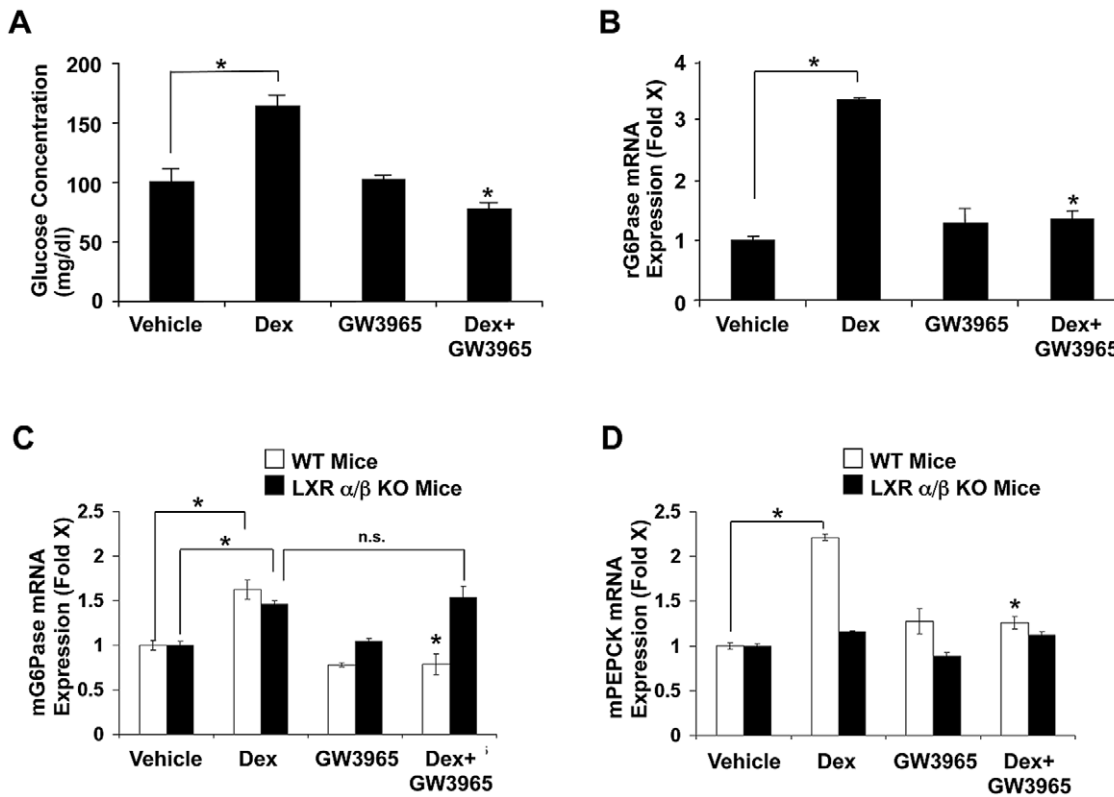 A
Glucose Concentration
(mg/dl)
200
150
100
50
0
*
*
Vehicle
Dex
GW3965
Dex+
GW3965
B
rG6Pase mRNA
Expression (Fold X)
4
3
2
1
0
*
*
Vehicle
Dex
GW3965
Dex+
GW3965
C
WT Mice
LXR α/β KO Mice
mG6Pase mRNA
Expression (Fold X)
2.5
2
1.5
1
0.5
0
*
*
n.s.
*
Vehicle
Dex
GW3965
Dex+
GW3965
D
WT Mice
LXR α/β KO Mice
mPEPCK mRNA
Expression (Fold X)
2.5
2
1.5
1
0.5
0
*
*
Vehicle
Dex
GW3965
Dex+
GW3965